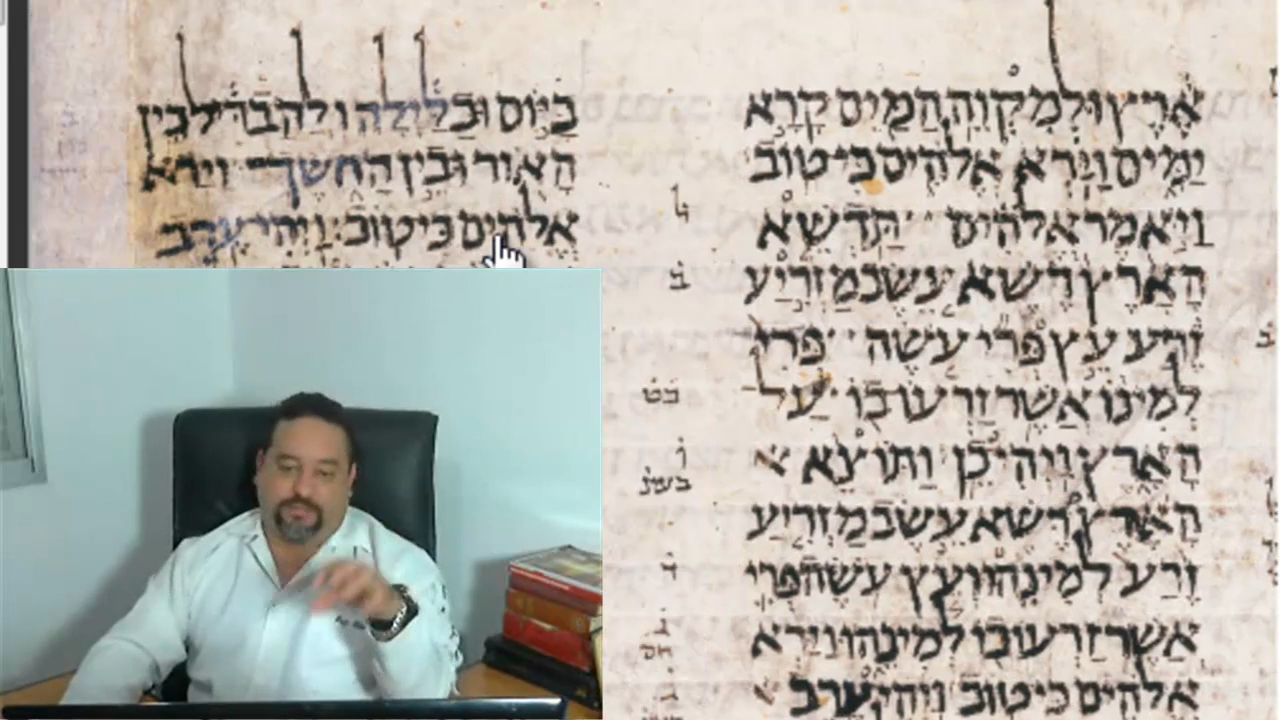 ארץ ולמקוה המים קרא
ימים וירא אלהים כי טוב
ויאמר אלהים תדשא
הארץ דשא עשב מזריע
זרע עץ פרי עשה פרי
למינו אשר זרעו בו על
הארץ ויהי כן ותוצא
הארץ דשא עשב מזריע
זרע למינהו ועץ עשה פרי
אשר זרעו בו למינהו וירא
אלהים כי טוב ויהי ערב
ביום ובלילה ולהבדיל בין
האור ובין החשך וירא
אלהים כי טוב ויהי ערב